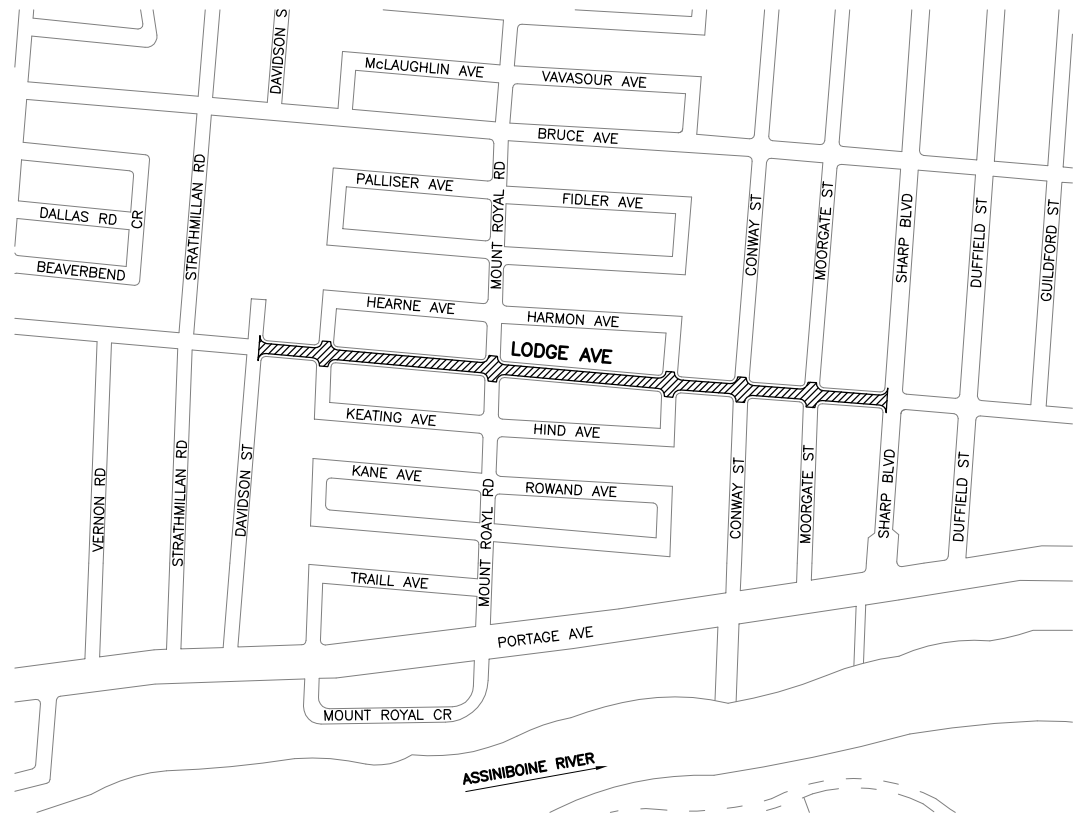 DAVIDSON S
McLAUGHLIN AVE
VAVASOUR AVE
BRUCE AVE
STRATHMILLAN RD
PALLISER AVE
MOUNT ROYAL RD
FIDLER AVE
CONWAY ST
MOORGATE ST
SHARP BLVD
DUFFIELD ST
GUILDFORD ST
DALLAS RD
CR
BEAVERBEND
HEARNE AVE
HARMON AVE
LODGE AVE
KEATING AVE
HIND AVE
VERNON RD
STRATHMILLAN RD
DAVIDSON ST
KANE AVE
ROWAND AVE
MOUNT ROAYL RD
CONWAY ST
MOORGATE ST
SHARP BLVD
DUFFIELD ST
TRAILL AVE
PORTAGE AVE
MOUNT ROYAL CR
ASSINIBOINE RIVER